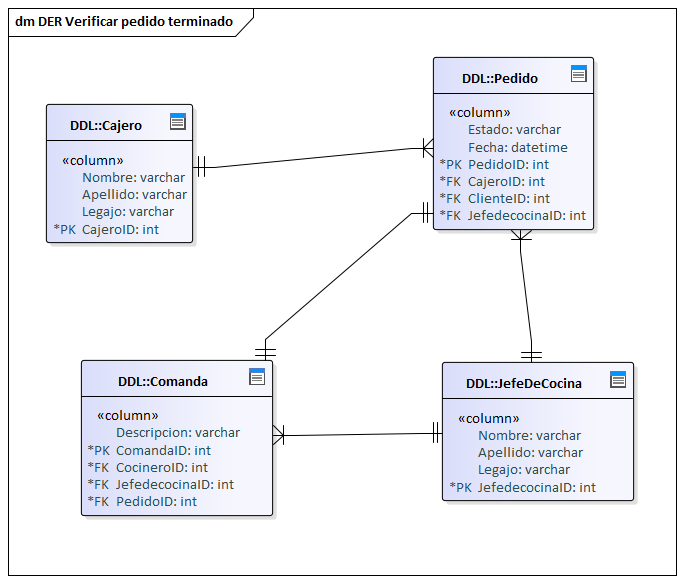 dm DER Verificar pedido terminado
DDL::Pedido
«column»
Estado: varchar
Fecha: datetime
*PK PedidoID: int
*FK CajeroID: int
*FK ClienteID: int
*FK JefedecocinaID: int
DDL::Cajero
«column»
Nombre: varchar
Apellido: varchar
Legajo: varchar
*PK CajeroID: int
DDL::Comanda
«column»
Descripcion: varchar
*PK ComandaID: int
*FK CocineroID: int
*FK JefedecocinaID: int
*FK PedidoID: int
DDL::JefeDeCocina
«column»
Nombre: varchar
Apellido: varchar
Legajo: varchar
*PK JefedecocinaID: int